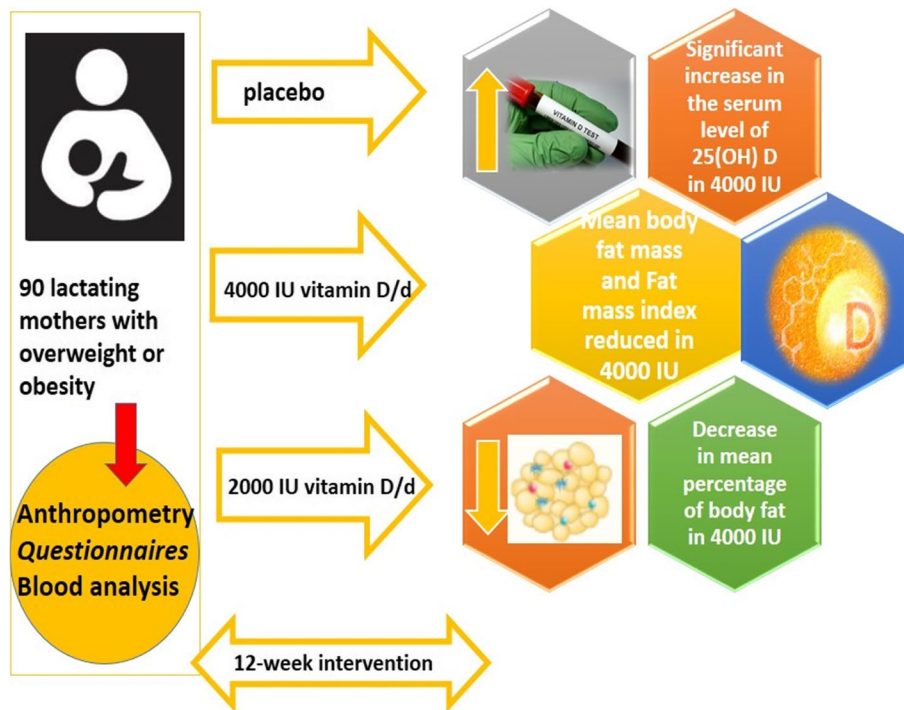 90 lactating
mothers with
overweight or
obesity
Anthropometry
Questionnaires
Blood analysis
placebo
4000 IU vitamin D/d
2000 IU vitamin D/d
12-week intervention
VITAMIN D TEST
Significant
increase in
the serum
level of
25(OH) D
in 4000 IU
Mean body
fat mass
and Fat
mass index
reduced in
4000 IU
D
Decrease
in mean
percentage
of body fat
in 4000 IU